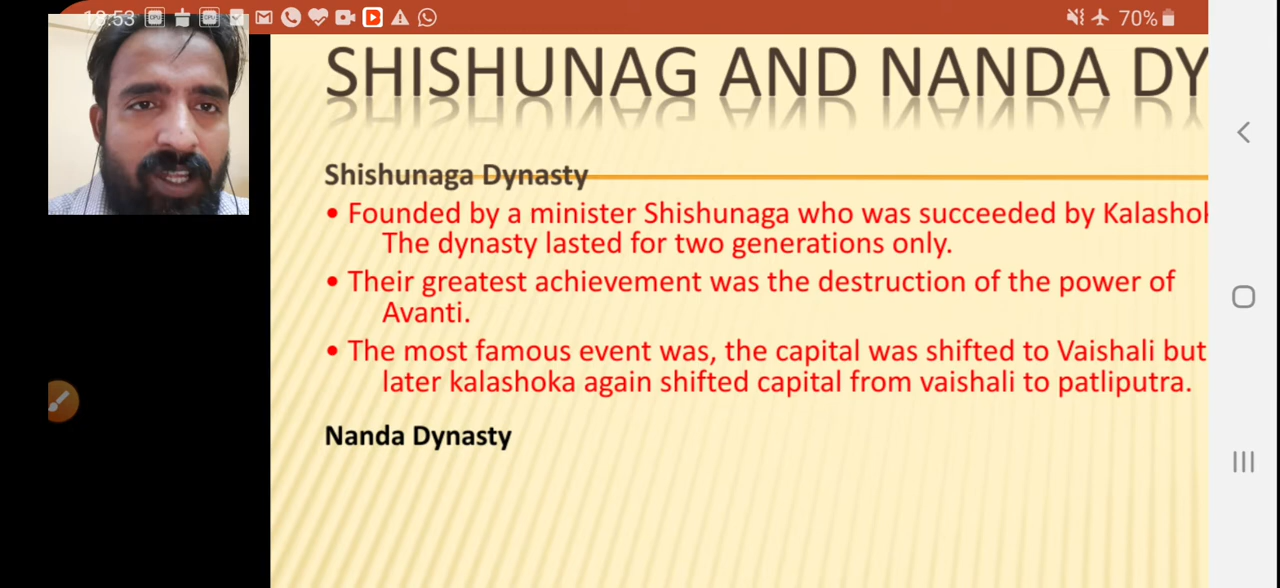 18:53
70%
SHISHUNAG AND NANDA DY
Shishunaga Dynasty
• Founded by a minister Shishunaga who was succeeded by
The dynasty lasted for two generations only.
• Their greatest achievement was the destruction of the power of
Avanti.
• The most famous event was, the capital was shifted to Vaishali but
later kalashoka again shifted capital from vaishali to patliputra.
Nanda Dynasty